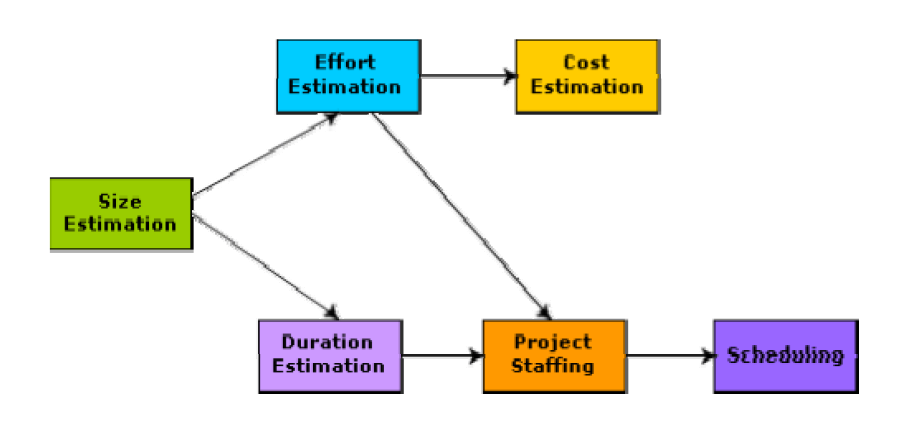 Effort
Estimation
Cost
Estimation
Size
Estimation
Duration
Estimation
Project
Staffing
Scheduling